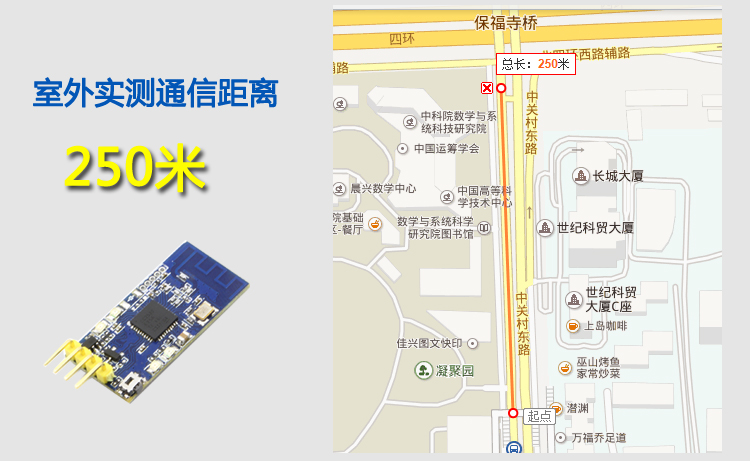 室外实测通信距离
250米
保福寺桥
四环
北四环西路辅路
路
总长：250米
中关村东路
中科院数学与系
统科技研究院
中国运筹学会
长城大厦
晨兴数学中心
中国高等科
学技术中心
院基础
区-餐厅
数学与系统科学
研究院图书馆
世纪科贸大厦
世纪科贸
大厦C座
上岛咖啡
中关村东路
佳兴图文快印
巫山烤鱼
家常炒菜
凝聚园
起点
潜渊
万福乔足道